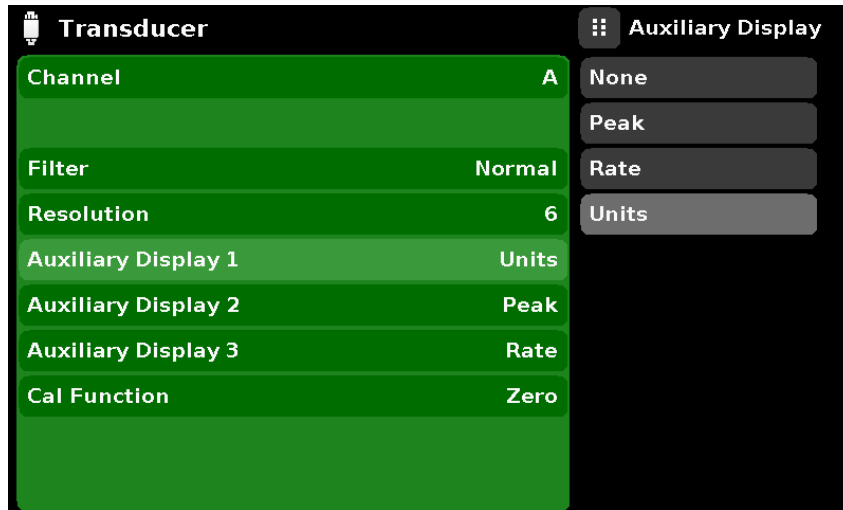 Transducer
Channel A
Filter Normal
Resolution 6
Auxiliary Display 1 Units
Auxiliary Display 2 Peak
Auxiliary Display 3 Rate
Cal Function Zero
Auxiliary Display
None
Peak
Rate
Units